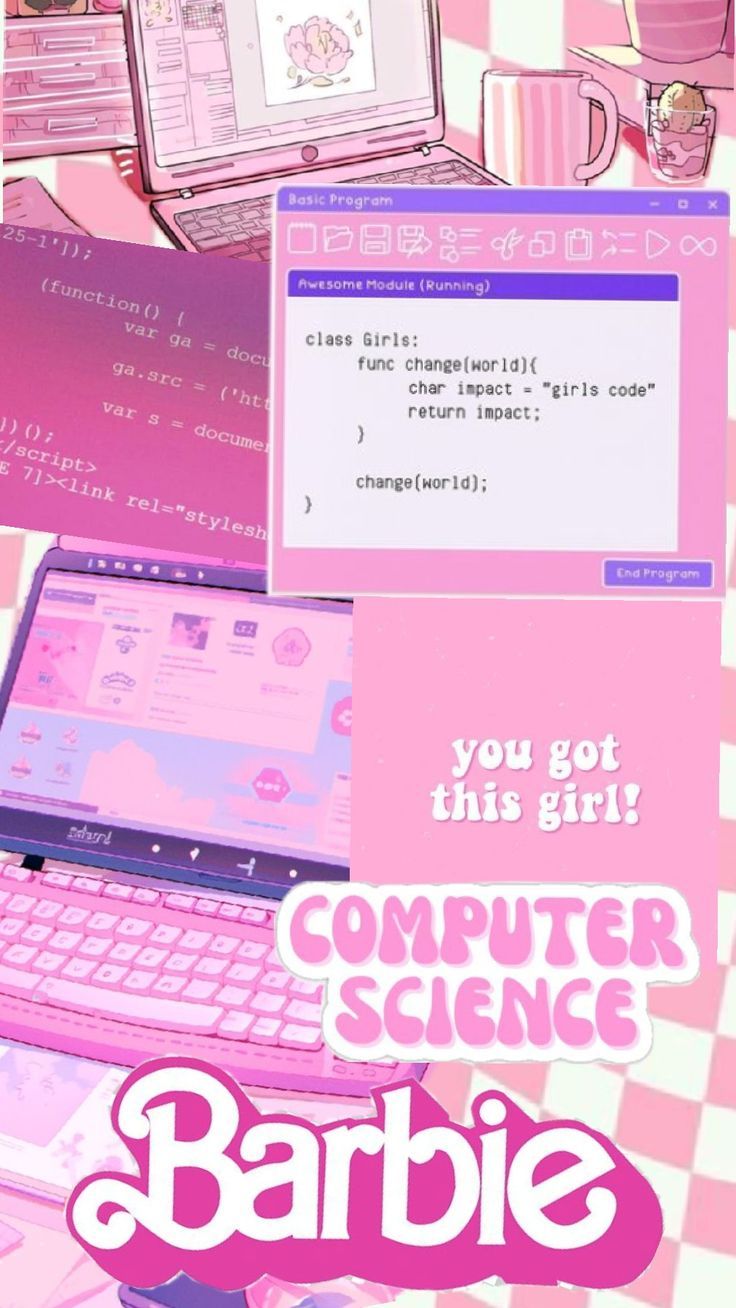 Basic Program
Awesome Module (Running)
25-1']);
(function() {
var ga = docu
ga.src = ('htt
var s = documen
])();
</script>
E 7]><link rel="stylesh
class Girls:
func change(world){
char impact = "girls code"
return impact;
}
change(world);
}
End Program
you got
this girl!
COMPUTER
SCIENCE
Barbie